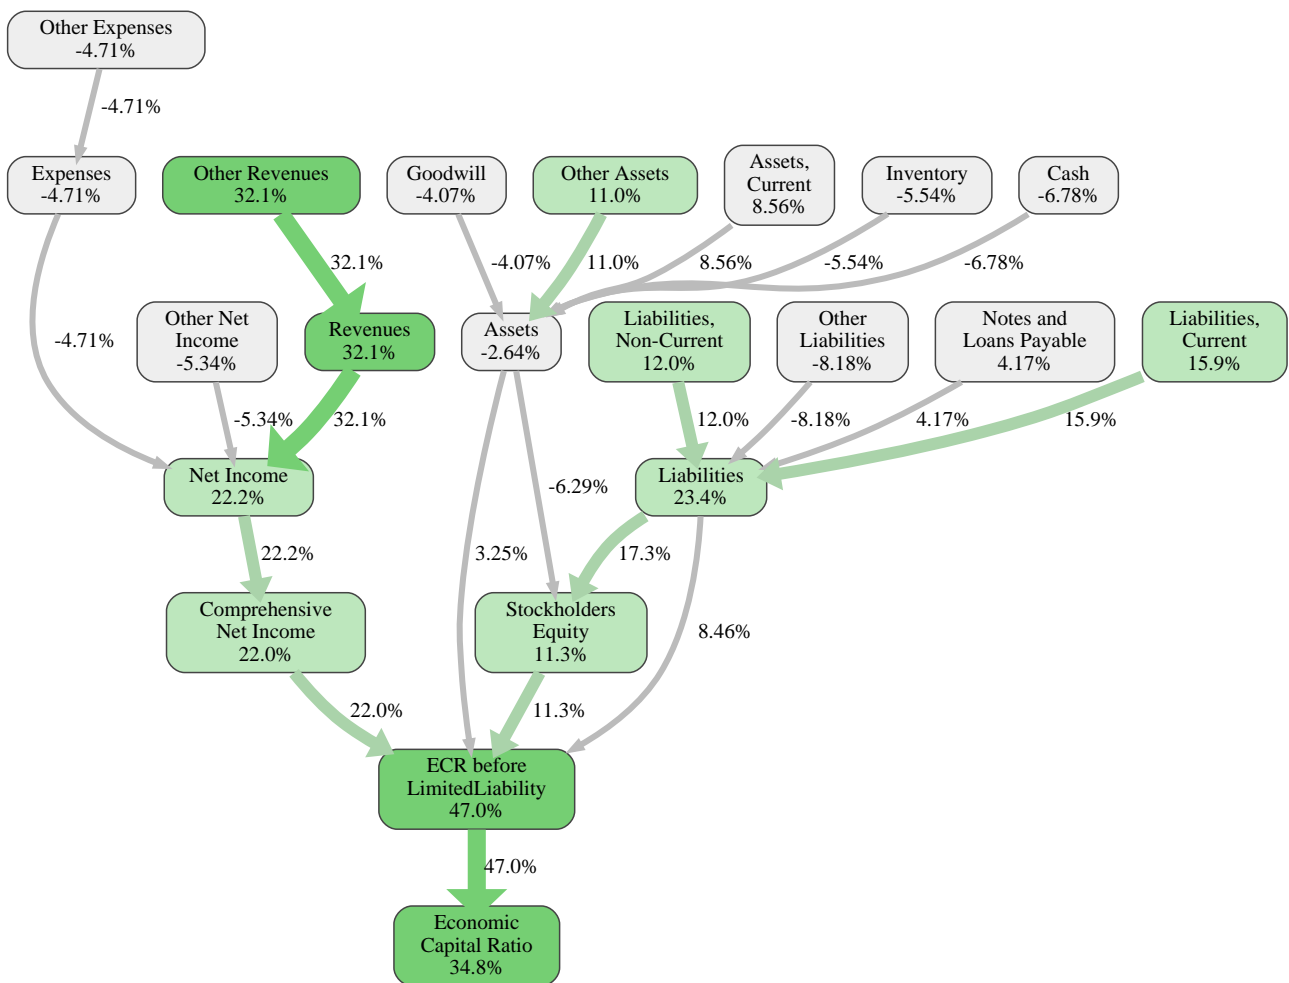 Other Expenses
-4.71%
-4.71%
Expenses
-4.71%
Other Revenues
32.1%
Goodwill
-4.07%
Other Assets
11.0%
Assets,
Current
8.56%
Inventory
-5.54%
Cash
-6.78%
32.1%
-4.07%
11.0%
8.56%
-5.54%
-6.78%
-4.71%
Other Net
Income
-5.34%
Revenues
32.1%
Assets
-2.64%
Liabilities,
Non-Current
12.0%
Other
Liabilities
-8.18%
Notes and
Loans Payable
4.17%
Liabilities,
Current
15.9%
-5.34%
32.1%
12.0%
-8.18%
4.17%
15.9%
Net Income
22.2%
-6.29%
Liabilities
23.4%
22.2%
3.25%
17.3%
Comprehensive
Net Income
22.0%
Stockholders
Equity
11.3%
8.46%
22.0%
11.3%
ECR before
LimitedLiability
47.0%
47.0%
Economic
Capital Ratio
34.8%